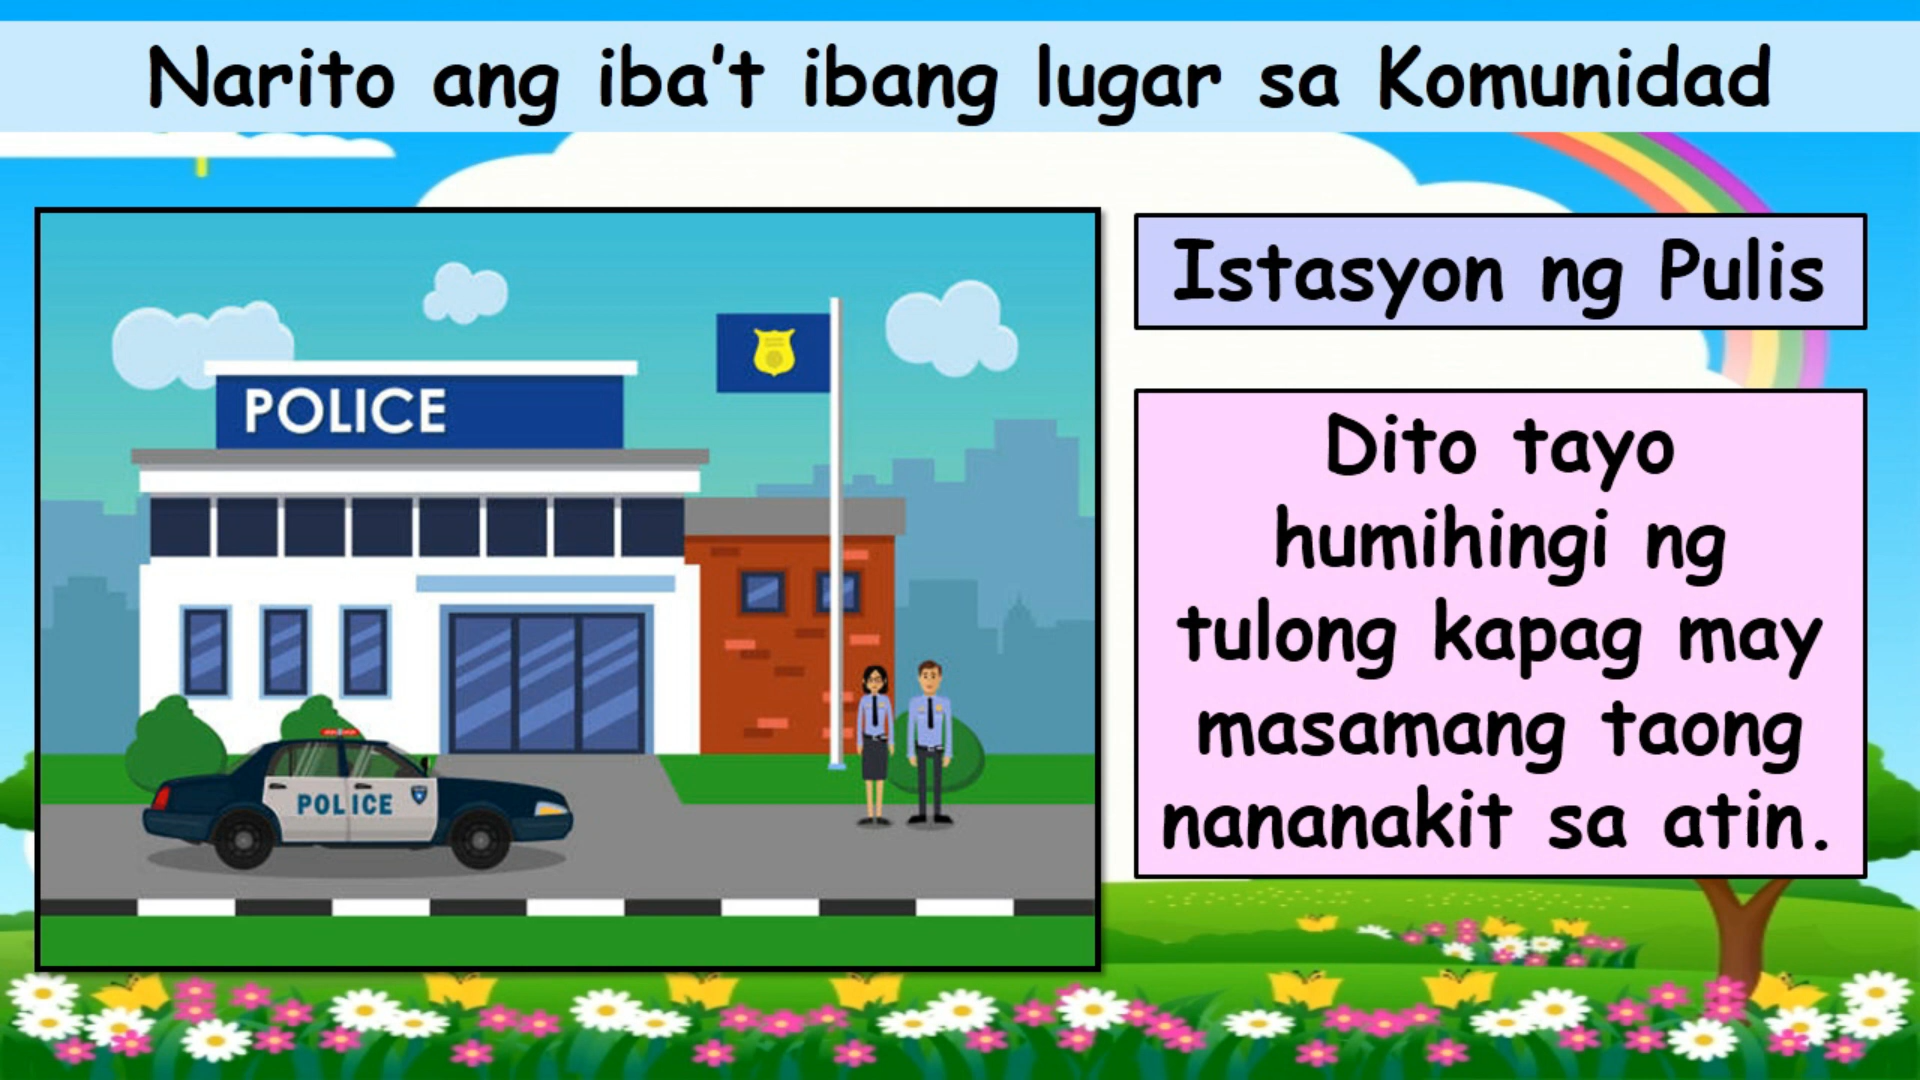 Narito ang iba't ibang lugar sa Komunidad
POLICE
POLICE
Istasyon ng Pulis
Dito tayo
humihingi ng
tulong kapag may
masamang taong
nananakit sa atin.